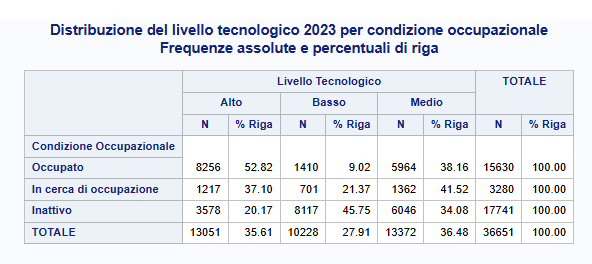 Distribuzione del livello tecnologico 2023 per condizione occupazionale
Frequenze assolute e percentuali di riga
Livello Tecnologico TOTALE
Alto Basso Medio
N % Riga N % Riga N % Riga N % Riga
Condizione Occupazionale
Occupato 8256 52.82 1410 9.02 5964 38.16 15630 100.00
In cerca di occupazione 1217 37.10 701 21.37 1362 41.52 3280 100.00
Inattivo 3578 20.17 8117 45.75 6046 34.08 17741 100.00
TOTALE 13051 35.61 10228 27.91 13372 36.48 36651 100.00